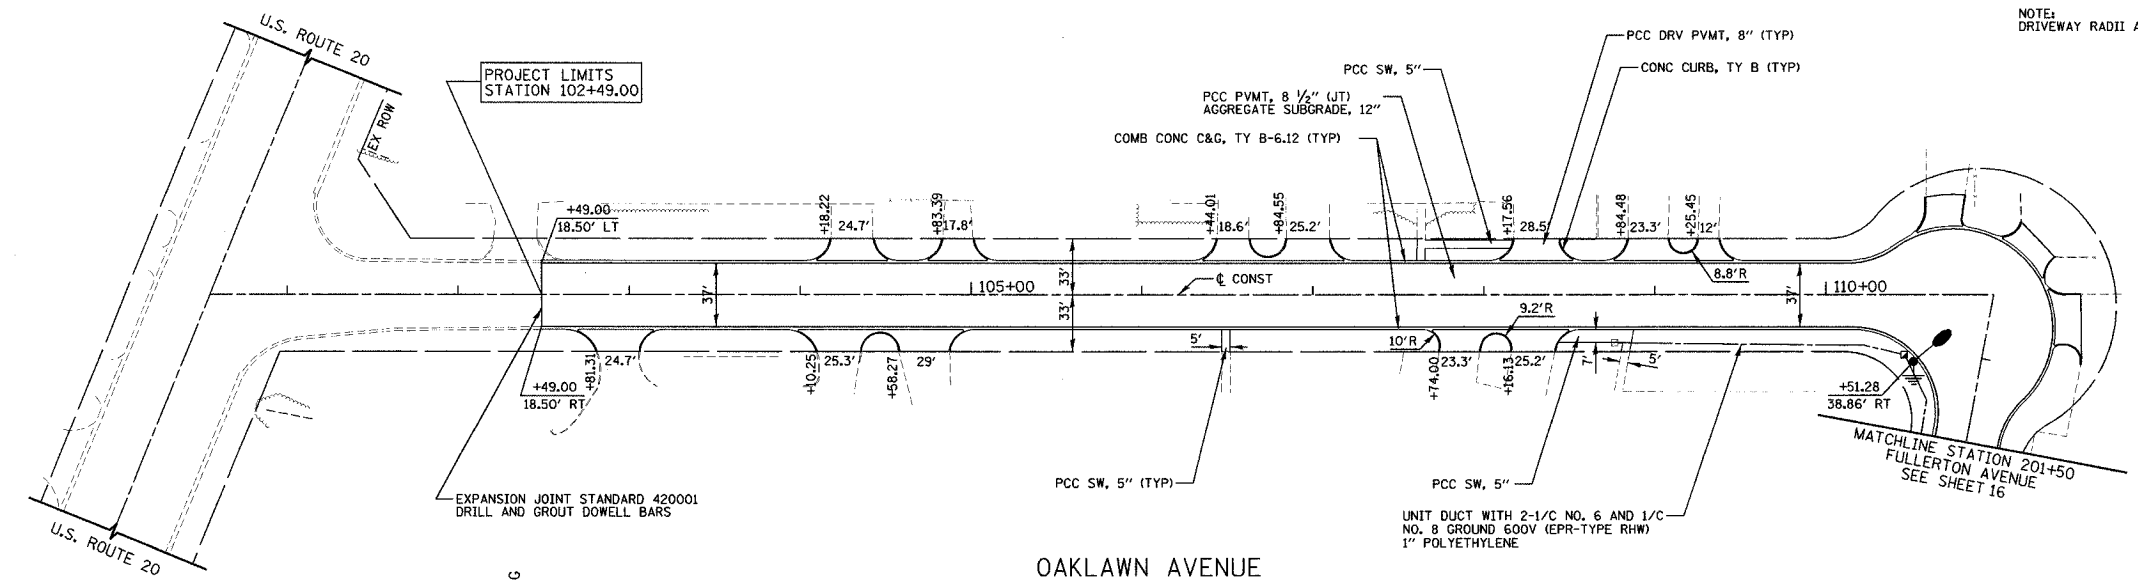 U.S. ROUTE 20
EX ROW
PROJECT LIMITS
STATION 102+49.00
NOTE:
DRIVEWAY RADII A
PCC DRV PVMT, 8" (TYP)
CONC CURB, TY B (TYP)
PCC SW, 5"
PCC PVMT, 8 1/2" (JT)
AGGREGATE SUBGRADE, 12"
COMB CONC C&G, TY B-6.12 (TYP)
+49.00
18.50' LT
+18.22
24.7'
+83.39
17.8'
+44.01
18.6'
+84.55
25.2'
+17.56
28.5'
+84.48
23.3'
+25.45
12'
8.8'R
33'
37'
33'
105+00
℄ CONST
37'
110+00
+49.00
18.50' RT
+81.31
24.7'
+10.25
25.3'
+58.27
29'
5'
10'R
9.2'R
+74.00
23.3'
+16.13
25.2'
7'
5'
+51.28
38.86' RT
MATCHLINE STATION 201+50
FULLERTON AVENUE
SEE SHEET 16
EXPANSION JOINT STANDARD 420001
DRILL AND GROUT DOWELL BARS
PCC SW, 5" (TYP)
PCC SW, 5"
UNIT DUCT WITH 2-1/C NO. 6 AND 1/C
NO. 8 GROUND 600V (EPR-TYPE RHW)
1" POLYETHYLENE
U.S. ROUTE 20
G
OAKLAWN AVENUE